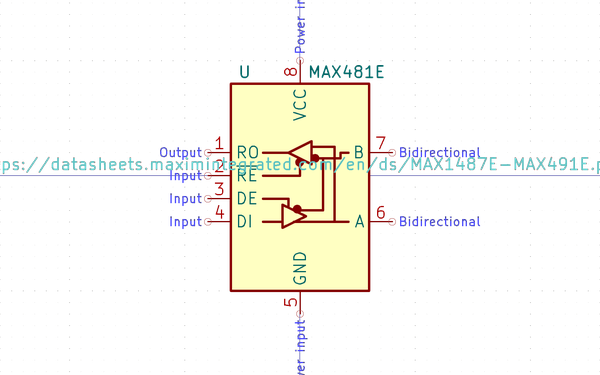 Power in
8
U MAX481E
VCC
Output 1 RO B 7 Bidirectional
ps://datasheets.maximintegrated.com/en/ds/MAX1487E-MAX491E.p
Input 2 RE
Input 3 DE
Input 4 DI A 6 Bidirectional
GND
5
wer input